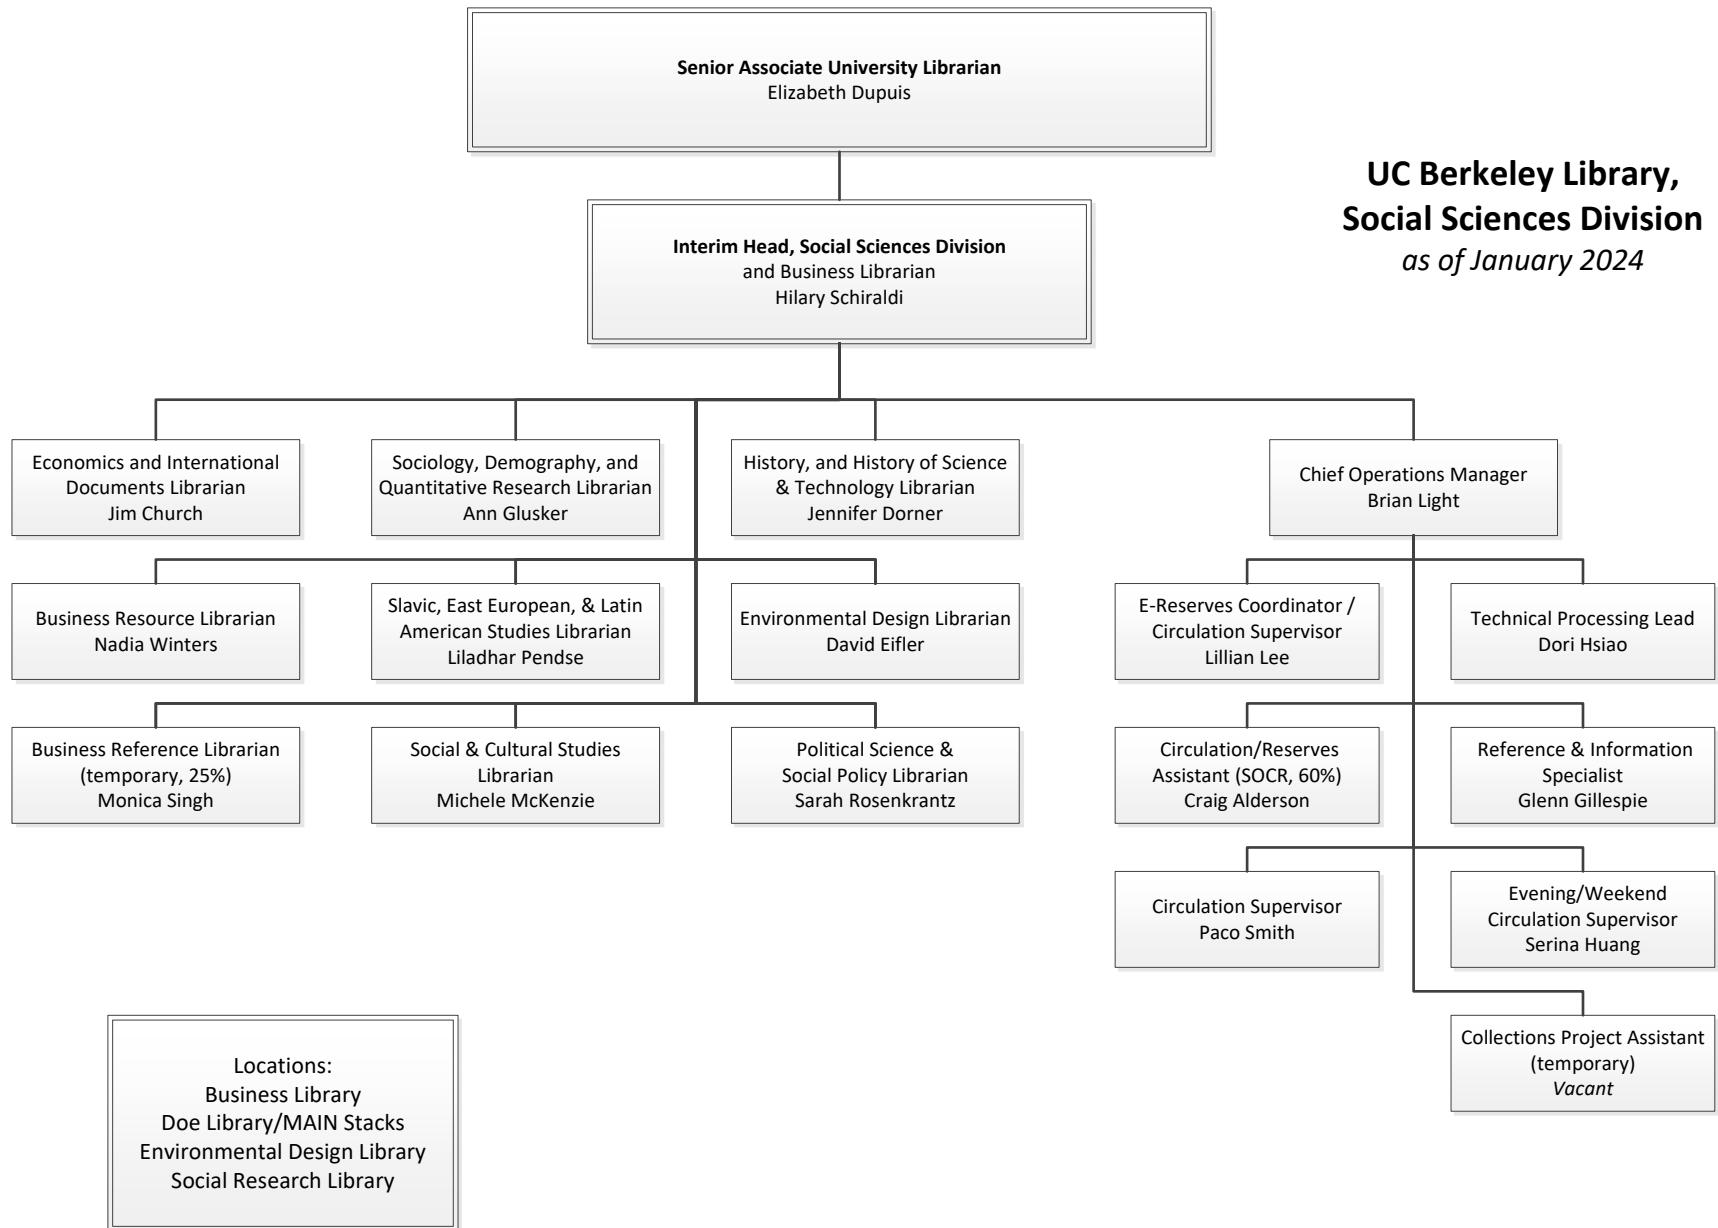 Senior Associate University Librarian
Elizabeth Dupuis
UC Berkeley Library,
Social Sciences Division
as of January 2024
Interim Head, Social Sciences Division
and Business Librarian
Hilary Schiraldi
Economics and International
Documents Librarian
Jim Church
Sociology, Demography, and
Quantitative Research Librarian
Ann Glusker
History, and History of Science
& Technology Librarian
Jennifer Dorner
Chief Operations Manager
Brian Light
Business Resource Librarian
Nadia Winters
Slavic, East European, & Latin
American Studies Librarian
Liladhar Pendse
Environmental Design Librarian
David Eifler
E-Reserves Coordinator /
Circulation Supervisor
Lillian Lee
Technical Processing Lead
Dori Hsiao
Business Reference Librarian
(temporary, 25%)
Monica Singh
Social & Cultural Studies
Librarian
Michele McKenzie
Political Science &
Social Policy Librarian
Sarah Rosenkrantz
Circulation/Reserves
Assistant (SOCR, 60%)
Craig Alderson
Reference & Information
Specialist
Glenn Gillespie
Circulation Supervisor
Paco Smith
Evening/Weekend
Circulation Supervisor
Serina Huang
Collections Project Assistant
(temporary)
Vacant
Locations:
Business Library
Doe Library/MAIN Stacks
Environmental Design Library
Social Research Library